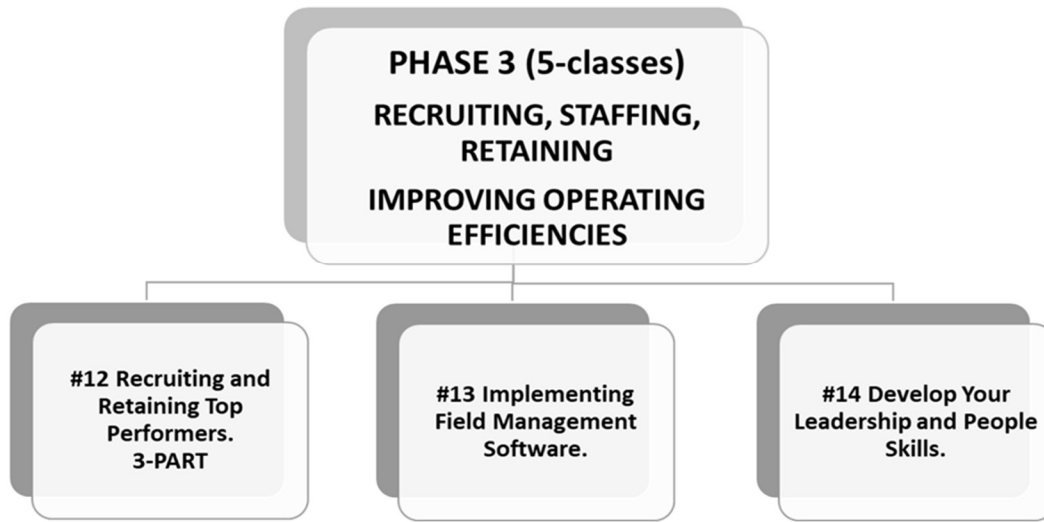 PHASE 3 (5-classes)
RECRUITING, STAFFING,
RETAINING
IMPROVING OPERATING
EFFICIENCIES
#12 Recruiting and
Retaining Top
Performers.
3-PART
#13 Implementing
Field Management
Software.
#14 Develop Your
Leadership and People
Skills.